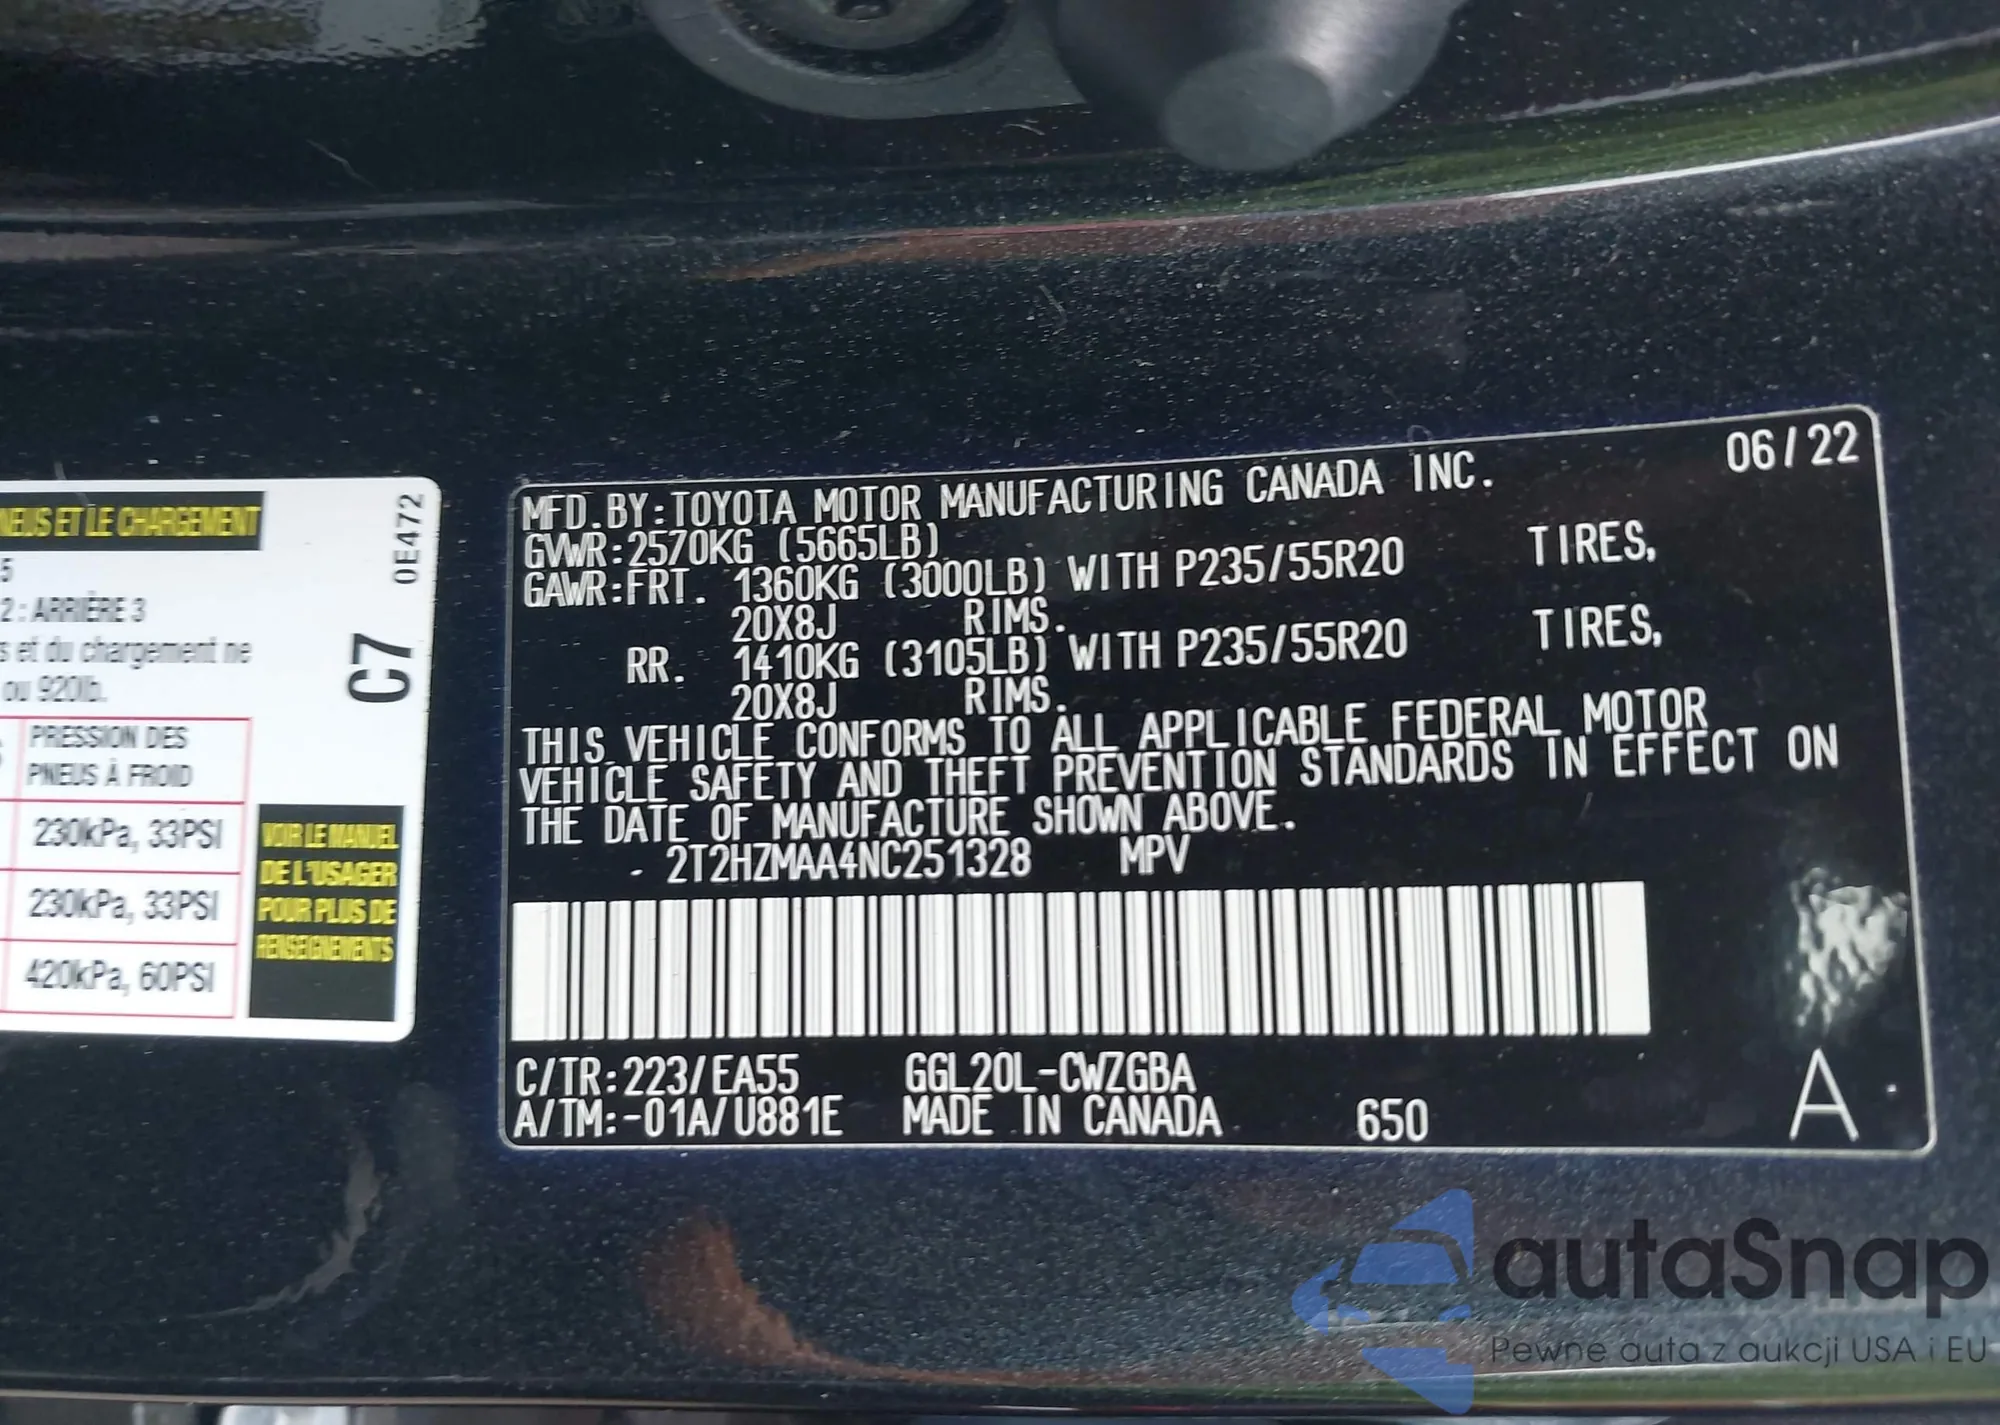 NEUS ET LE CHARGEMENT
5
2 : ARRIÈRE 3
s et du chargement ne
ou 920lb.
PRESSION DES
PNEUS À FROID
230kPa, 33PSI
230kPa, 33PSI
420kPa, 60PSI
VOIR LE MANUEL
DE L'USAGER
POUR PLUS DE
RENSEIGNEMENTS
0E472
C7
06/22
MFD.BY:TOYOTA MOTOR MANUFACTURING CANADA INC.
GVWR:2570KG (5665LB)
GAWR:FRT. 1360KG (3000LB) WITH P235/55R20 TIRES,
20X8J RIMS.
RR. 1410KG (3105LB) WITH P235/55R20 TIRES,
20X8J RIMS.
THIS VEHICLE CONFORMS TO ALL APPLICABLE FEDERAL MOTOR
VEHICLE SAFETY AND THEFT PREVENTION STANDARDS IN EFFECT ON
THE DATE OF MANUFACTURE SHOWN ABOVE.
2T2HZMAA4NC251328 MPV
C/TR:223/EA55 GGL20L-CWZGBA
A/TM:-01A/U881E MADE IN CANADA 650
A
autaSnap
Pewne auta z aukcji USA i EU